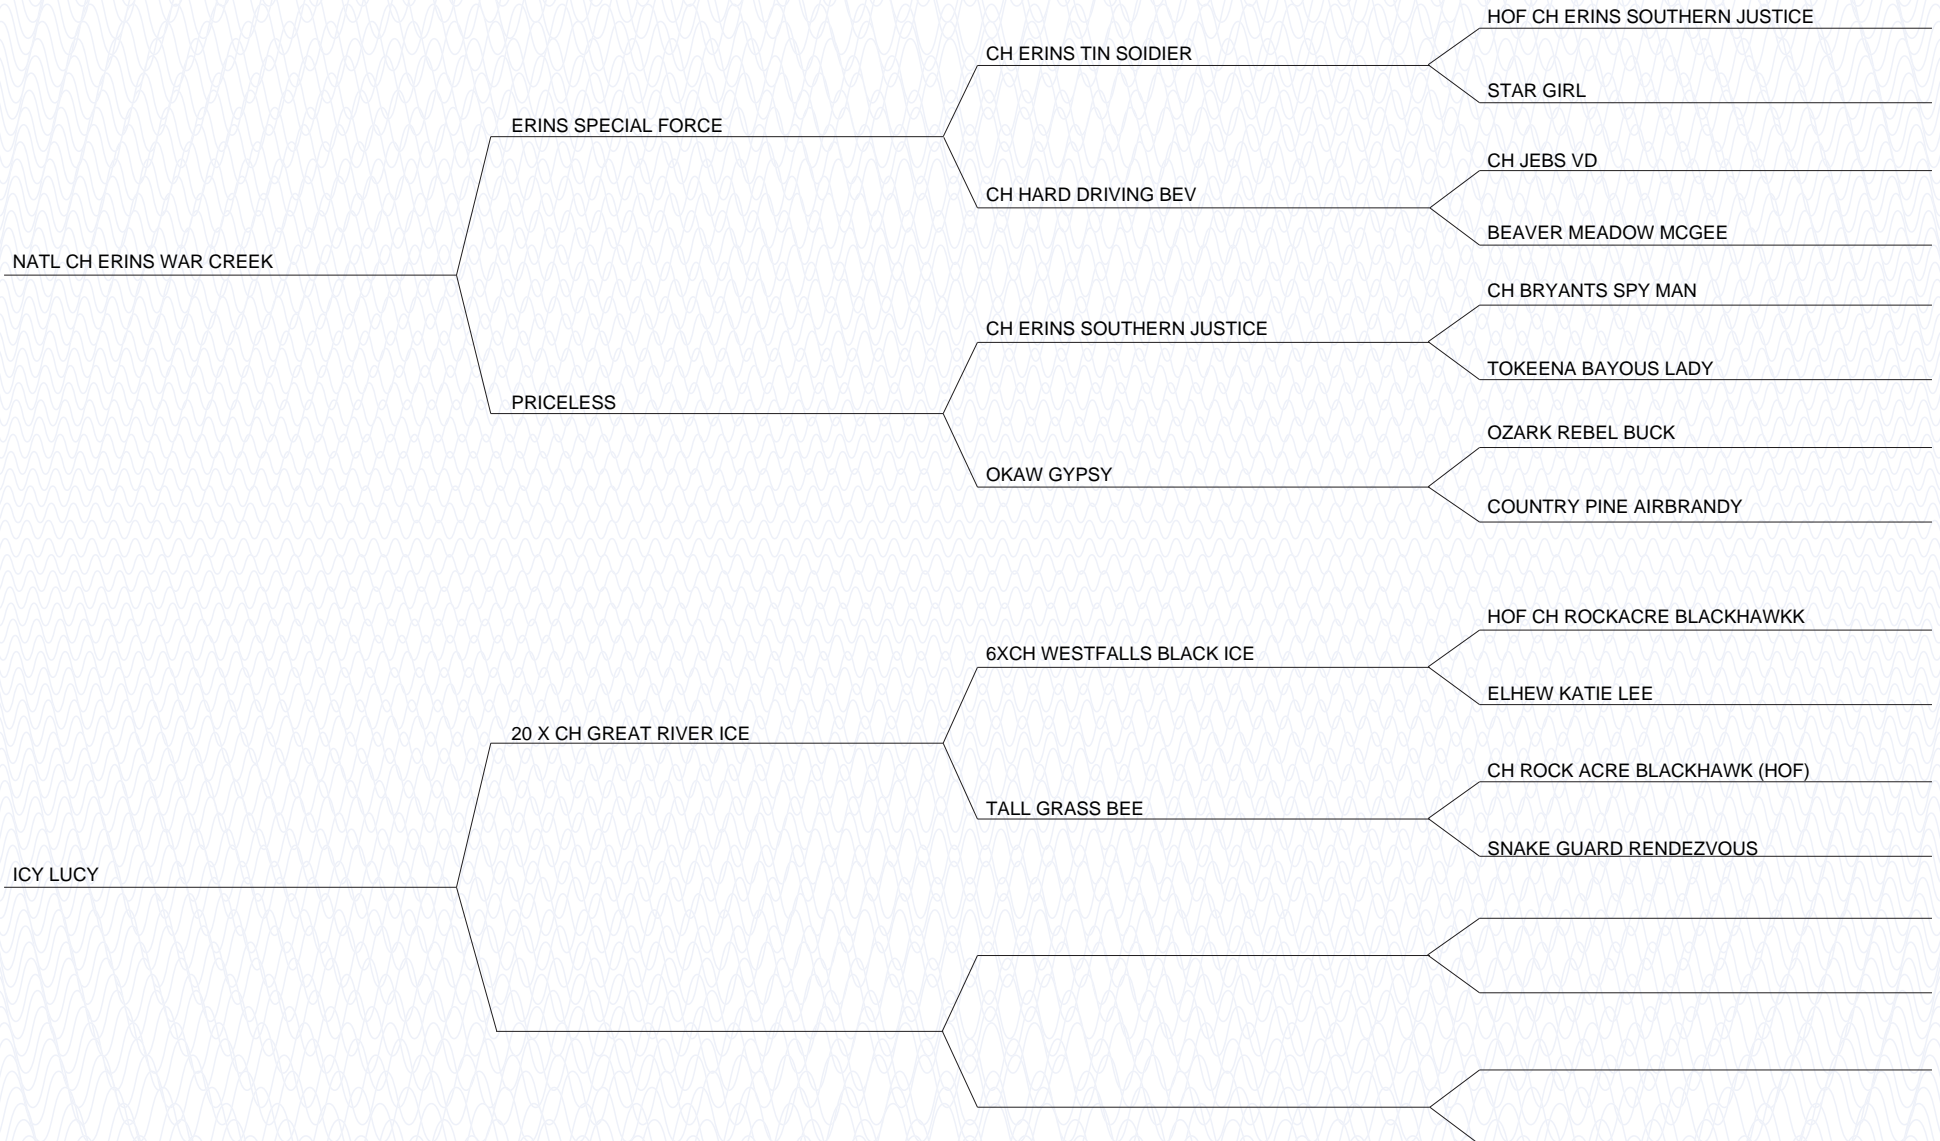 HOF CH ERINS SOUTHERN JUSTICE
CH ERINS TIN SOIDIER
STAR GIRL
ERINS SPECIAL FORCE
CH JEBS VD
CH HARD DRIVING BEV
BEAVER MEADOW MCGEE
NATL CH ERINS WAR CREEK
CH BRYANTS SPY MAN
CH ERINS SOUTHERN JUSTICE
TOKEENA BAYOUS LADY
PRICELESS
OZARK REBEL BUCK
OKAW GYPSY
COUNTRY PINE AIRBRANDY
HOF CH ROCKACRE BLACKHAWKK
6XCH WESTFALLS BLACK ICE
ELHEW KATIE LEE
20 X CH GREAT RIVER ICE
CH ROCK ACRE BLACKHAWK (HOF)
TALL GRASS BEE
SNAKE GUARD RENDEZVOUS
ICY LUCY